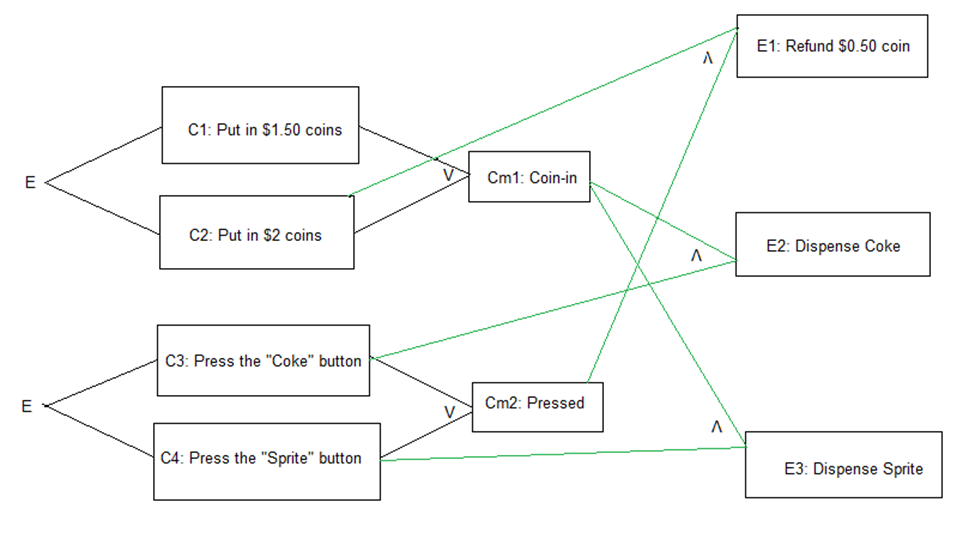 E1: Refund $0.50 coin
Λ
C1: Put in $1.50 coins
E
V
Cm1: Coin-in
C2: Put in $2 coins
E2: Dispense Coke
Λ
C3: Press the "Coke" button
E
V
Cm2: Pressed
Λ
C4: Press the "Sprite" button
E3: Dispense Sprite